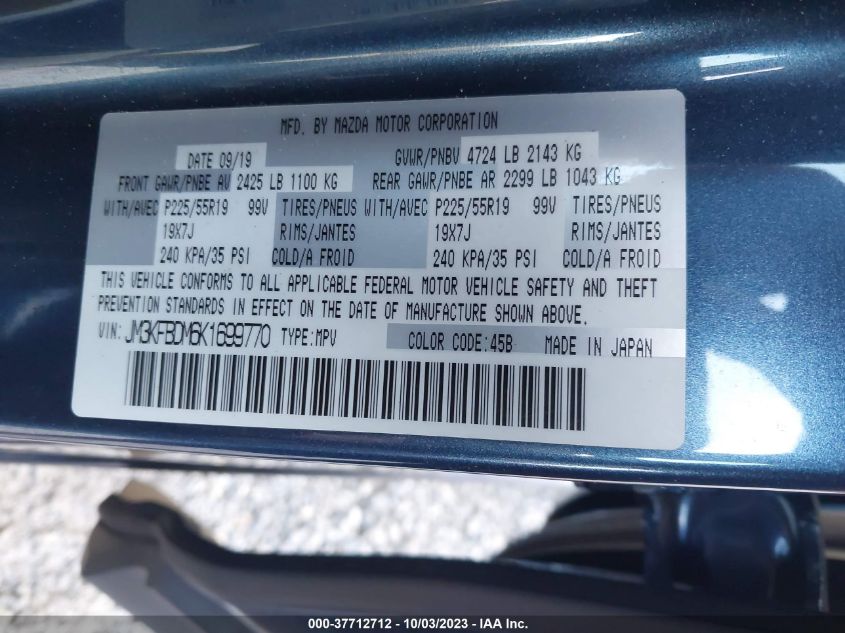 MFD. BY MAZDA MOTOR CORPORATION
DATE 09/19 GVWR/PNBV 4724 LB 2143 KG
FRONT GAWR/PNBE AV 2425 LB 1100 KG REAR GAWR/PNBE AR 2299 LB 1043 KG
WITH/AVEC P225/55R19 99V TIRES/PNEUS WITH/AVEC P225/55R19 99V TIRES/PNEUS
19X7J RIMS/JANTES 19X7J RIMS/JANTES
240 KPA/35 PSI COLD/A FROID 240 KPA/35 PSI COLD/A FROID
THIS VEHICLE CONFORMS TO ALL APPLICABLE FEDERAL MOTOR VEHICLE SAFETY AND THEFT
PREVENTION STANDARDS IN EFFECT ON THE DATE OF MANUFACTURE SHOWN ABOVE.
VIN: JM3KFBDM6K1699770 TYPE:MPV COLOR CODE:45B MADE IN JAPAN
000-37712712 - 10/03/2023 - IAA Inc.